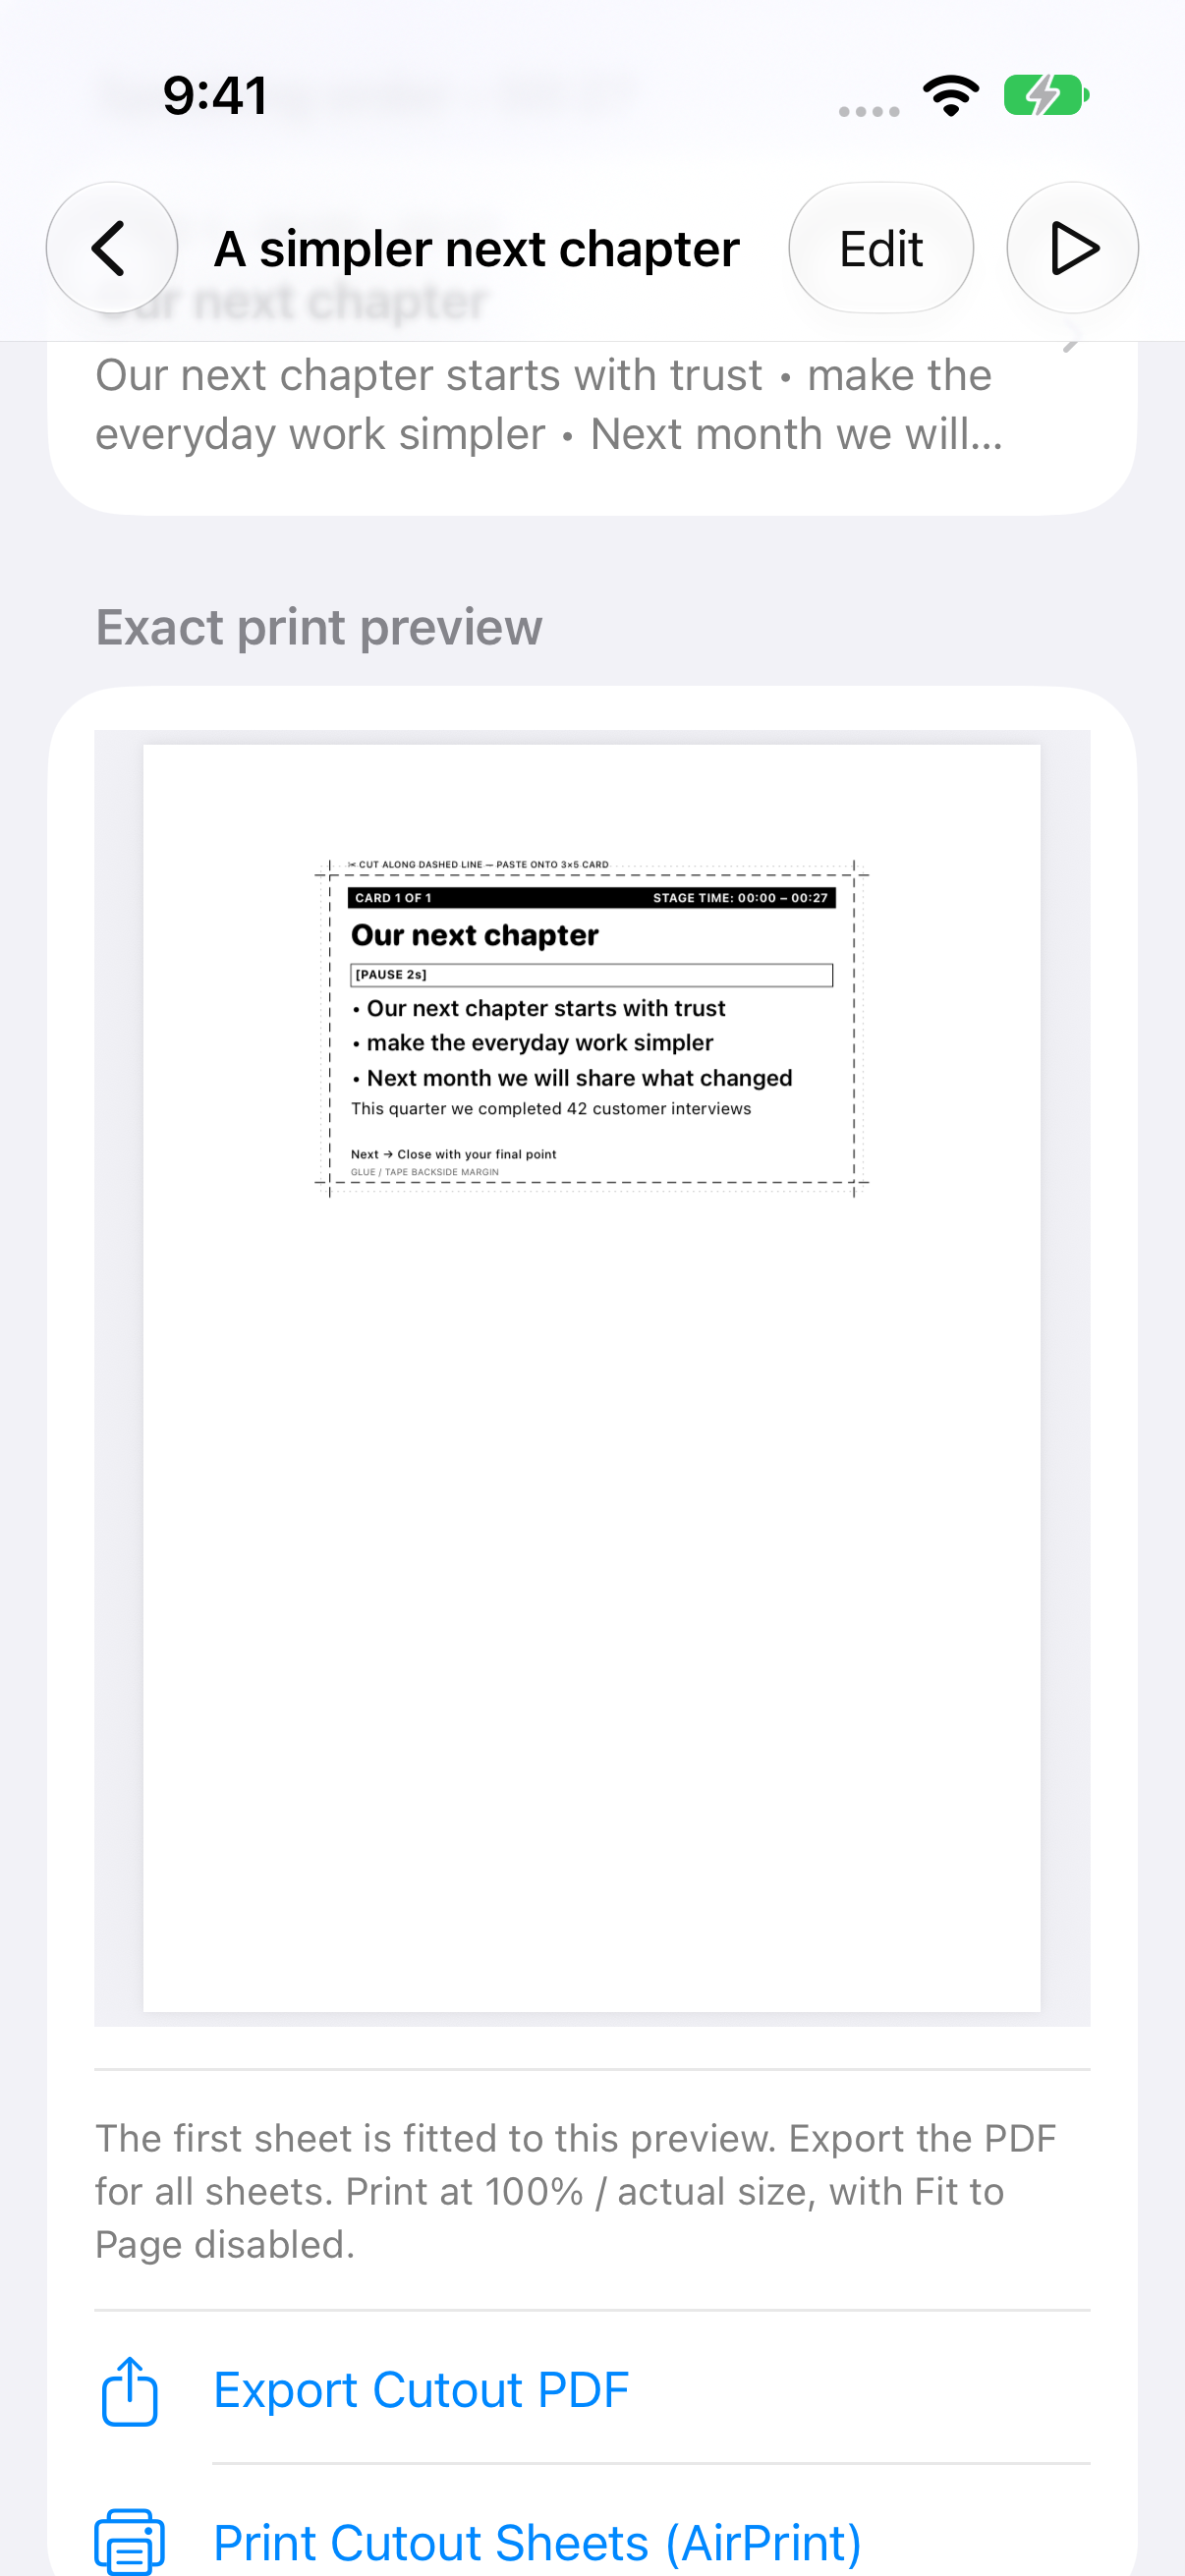 9:41
A simpler next chapter
Edit
Our next chapter
Our next chapter starts with trust • make the
everyday work simpler • Next month we will...
Exact print preview
✂ CUT ALONG DASHED LINE — PASTE ONTO 3×5 CARD
CARD 1 OF 1
STAGE TIME: 00:00 – 00:27
Our next chapter
[PAUSE 2s]
• Our next chapter starts with trust
• make the everyday work simpler
• Next month we will share what changed
This quarter we completed 42 customer interviews
Next → Close with your final point
GLUE / TAPE BACKSIDE MARGIN
The first sheet is fitted to this preview. Export the PDF
for all sheets. Print at 100% / actual size, with Fit to
Page disabled.
Export Cutout PDF
Print Cutout Sheets (AirPrint)